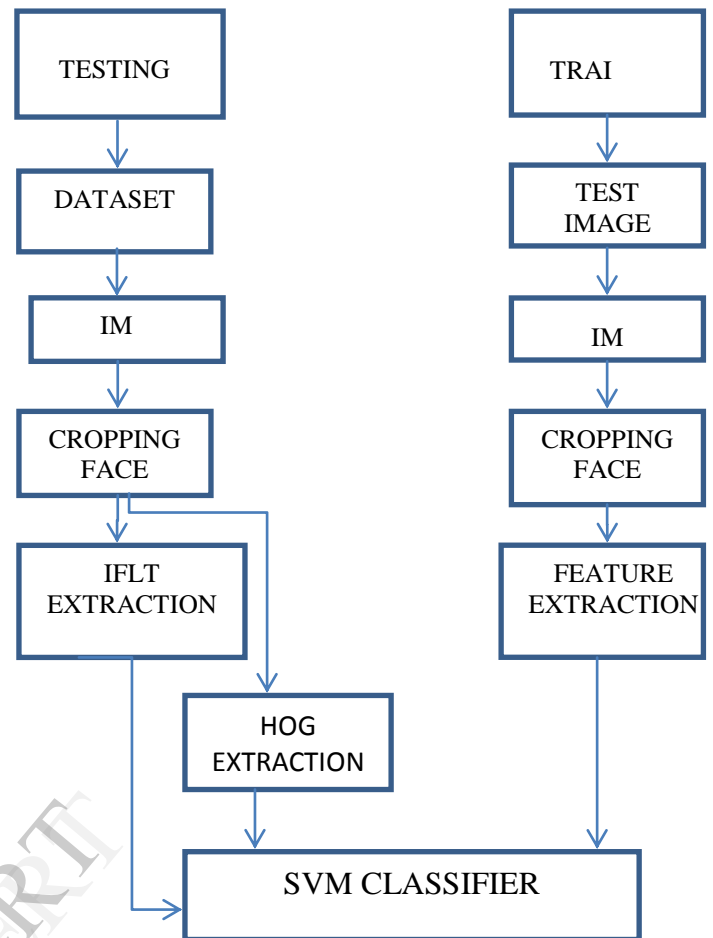 TESTING
DATASET
IM
CROPPING
FACE
IFLT
EXTRACTION
HOG
EXTRACTION
TRAI
TEST
IMAGE
IM
CROPPING
FACE
FEATURE
EXTRACTION
SVM CLASSIFIER
RT